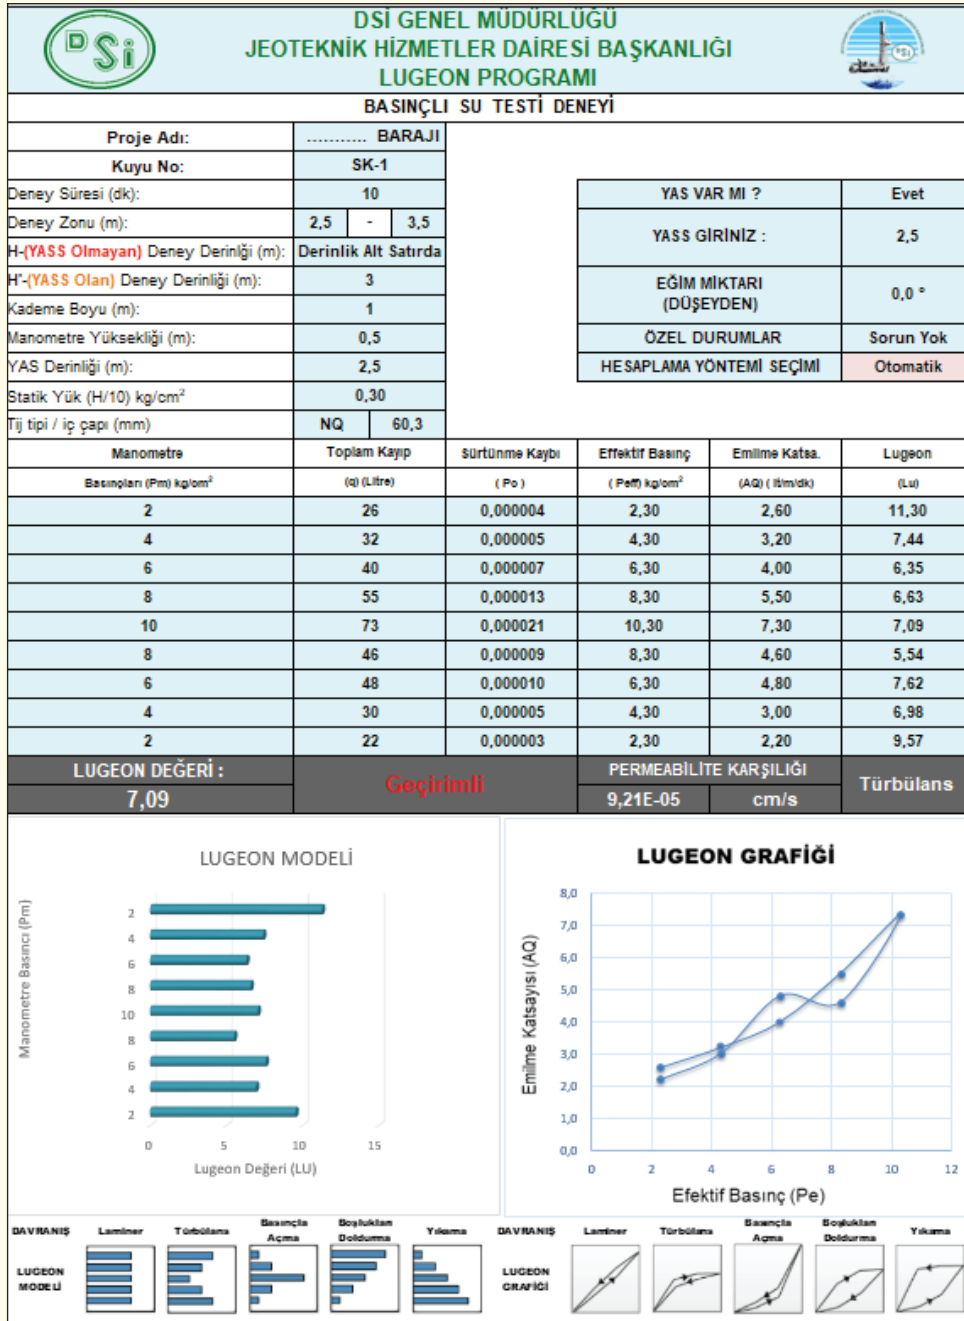 DSİ
DSİ GENEL MÜDÜRLÜĞÜ
JEOTEKNİK HİZMETLER DAİRESİ BAŞKANLIĞI
LUGEON PROGRAMI
BASINÇLI SU TESTİ DENEYİ
Proje Adı: ........... BARAJI
Kuyu No: SK-1
Deney Süresi (dk): 10
Deney Zonu (m): 2,5 - 3,5
H-(YASS Olmayan) Deney Derinlği (m): Derinlik Alt Satırda
H'-(YASS Olan) Deney Derinliği (m): 3
Kademe Boyu (m): 1
Manometre Yüksekliği (m): 0,5
YAS Derinliği (m): 2,5
Statik Yük (H/10) kg/cm² 0,30
Tij tipi / iç çapı (mm) NQ 60,3
YAS VAR MI ? Evet
YASS GİRİNİZ : 2,5
EĞİM MİKTARI
(DÜŞEYDEN) 0,0 °
ÖZEL DURUMLAR Sorun Yok
HESAPLAMA YÖNTEMİ SEÇİMİ Otomatik
Manometre Toplam Kayıp Sürtünme Kaybı Effektif Basınç Emilme Katsa. Lugeon
Basınçları (Pm) kg/cm² (q) (Litre) ( Po ) ( Peff) kg/cm² (AQ) ( lt/m/dk) (Lu)
2 26 0,000004 2,30 2,60 11,30
4 32 0,000005 4,30 3,20 7,44
6 40 0,000007 6,30 4,00 6,35
8 55 0,000013 8,30 5,50 6,63
10 73 0,000021 10,30 7,30 7,09
8 46 0,000009 8,30 4,60 5,54
6 48 0,000010 6,30 4,80 7,62
4 30 0,000005 4,30 3,00 6,98
2 22 0,000003 2,30 2,20 9,57
LUGEON DEĞERİ : Geçirimli PERMEABİLİTE KARŞILIĞI Türbülans
7,09 9,21E-05 cm/s
LUGEON MODELİ
Manometre Basıncı (Pm)
2
4
6
8
10
8
6
4
2
0 5 10 15
Lugeon Değeri (LU)
LUGEON GRAFİĞİ
Emilme Katsayısı (AQ)
8,0
7,0
6,0
5,0
4,0
3,0
2,0
1,0
0,0
0 2 4 6 8 10 12
Efektif Basınç (Pe)
DAVRANIŞ Laminer Türbülans Basınçla Açma Boşlukları Doldurma Yıkama
LUGEON
MODELİ
DAVRANIŞ Laminer Türbülans Basınçla Açma Boşlukları Doldurma Yıkama
LUGEON
GRAFİĞİ